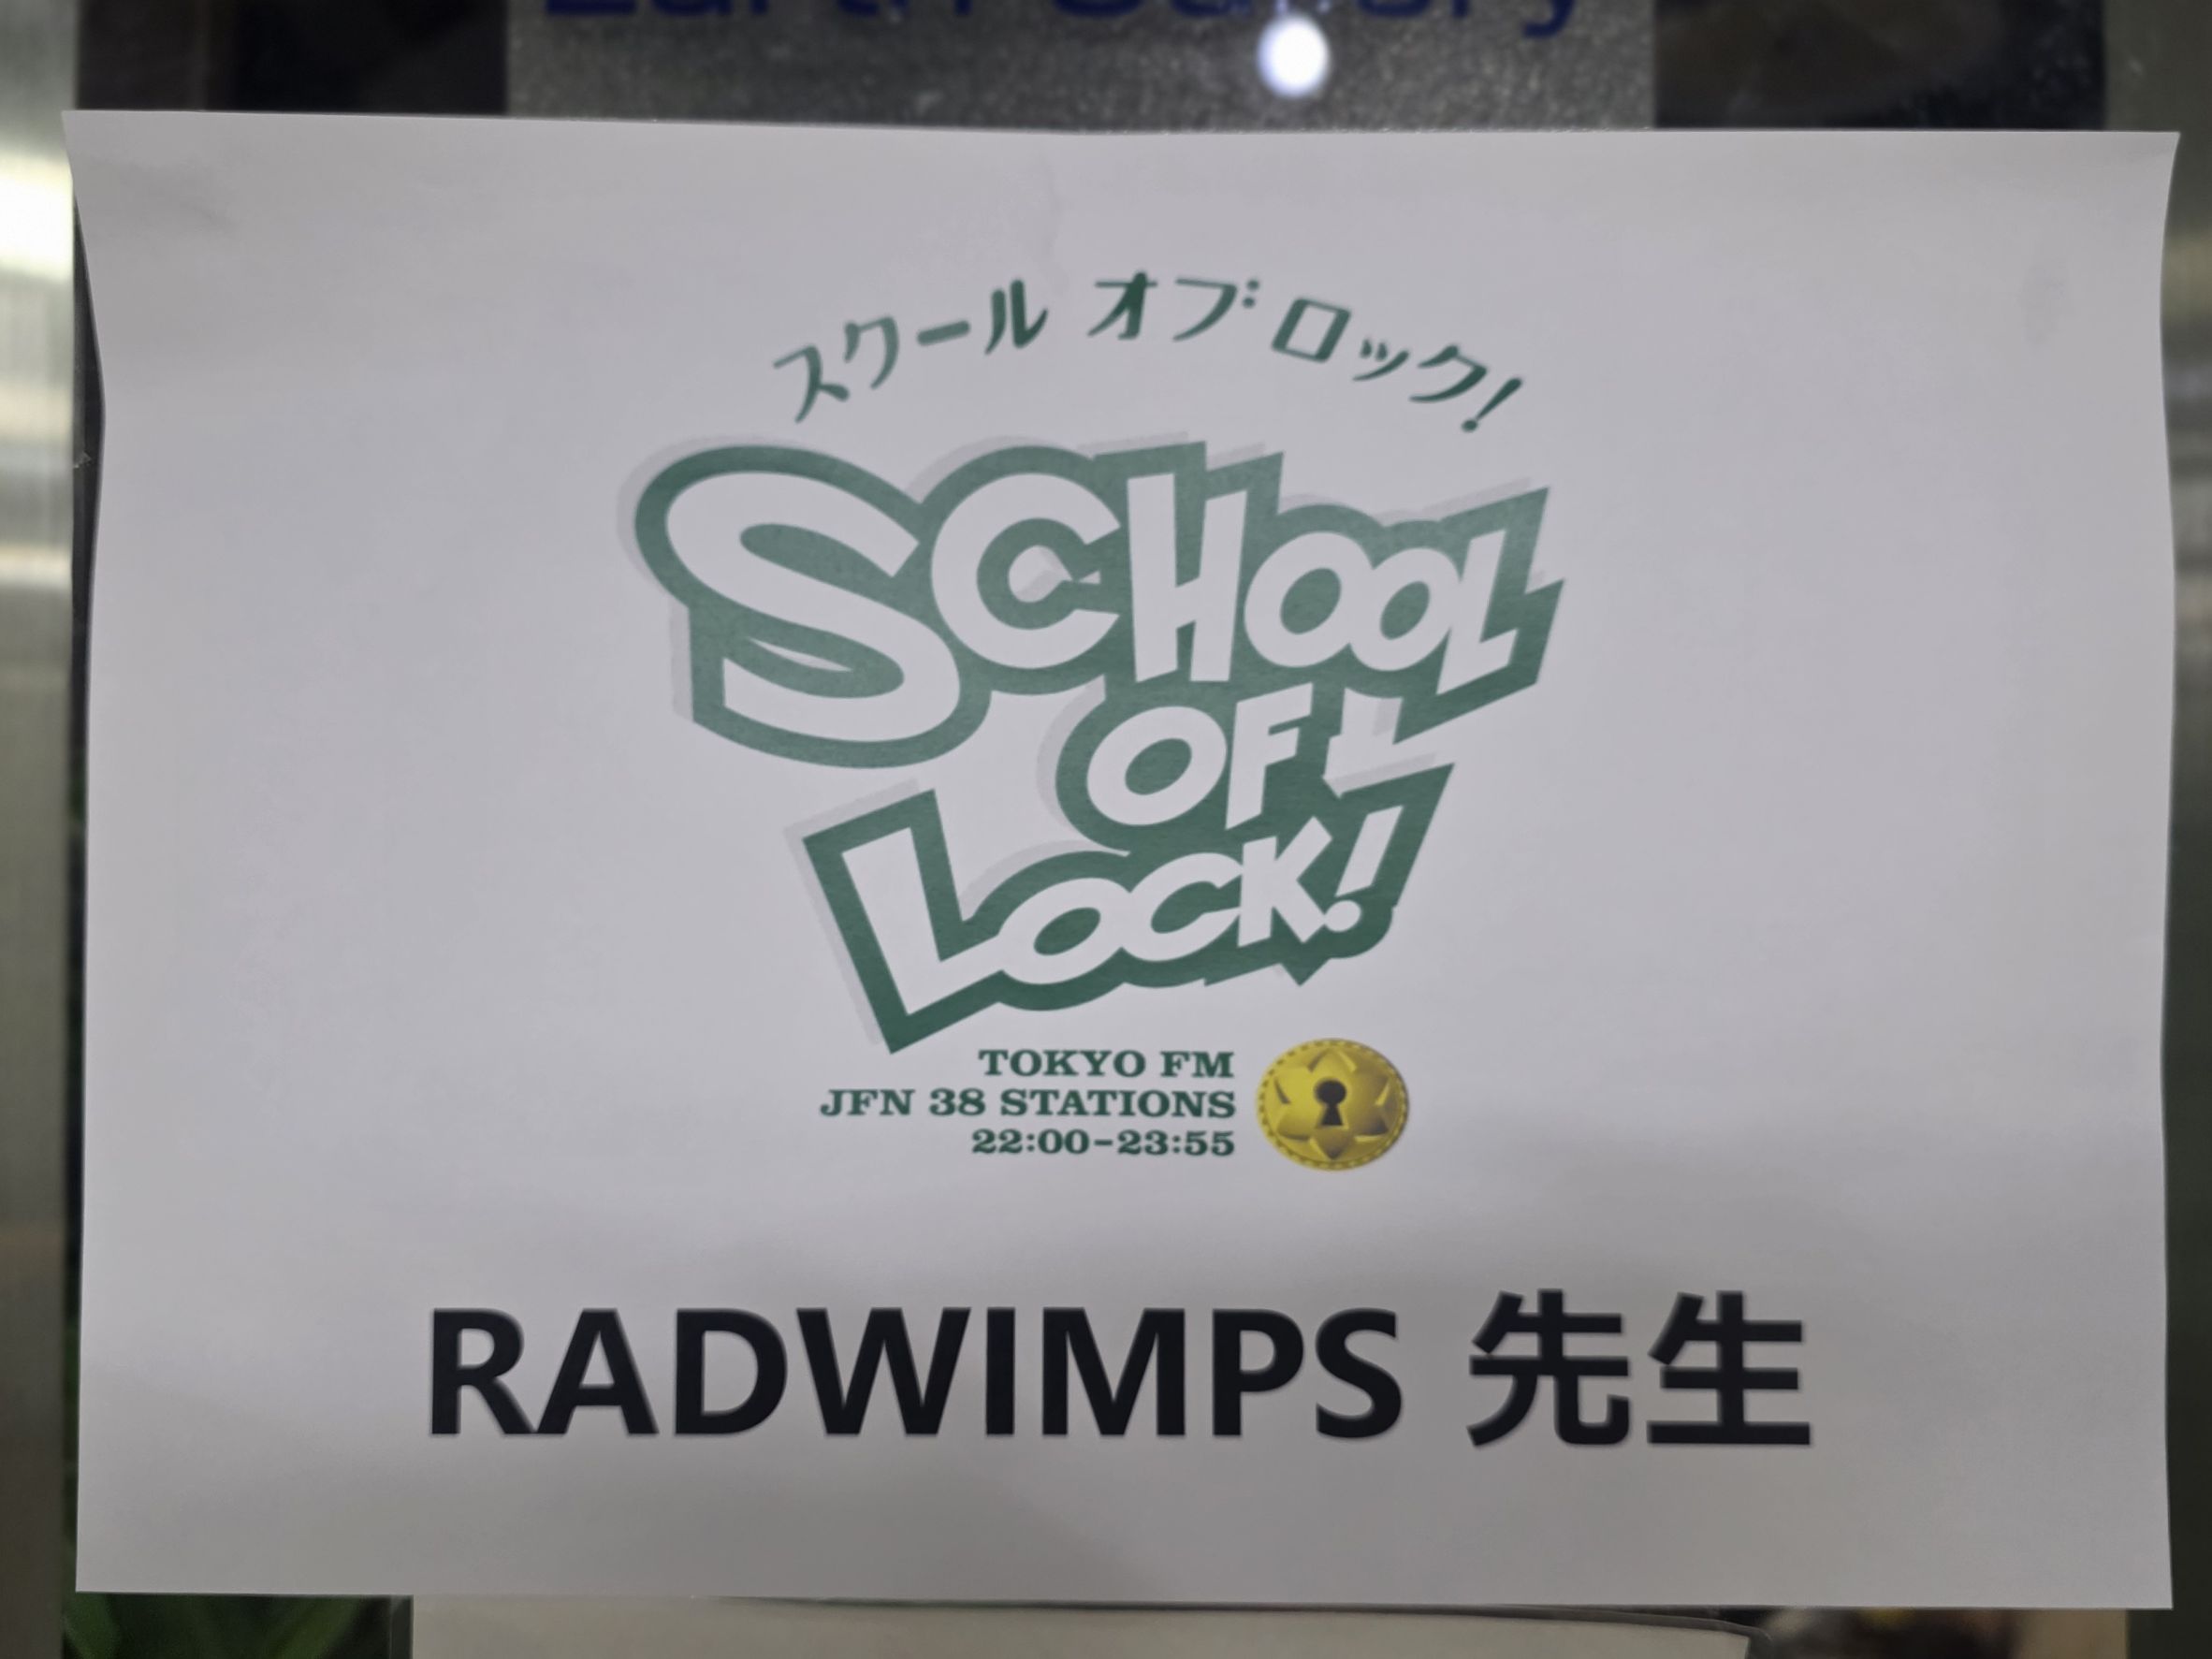 スクール オブ ロック!
SCHOOL
OF
LOCK!
TOKYO FM
JFN 38 STATIONS
22:00-23:55
RADWIMPS 先生